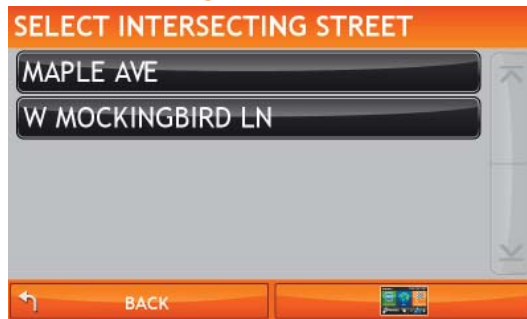 SELECT INTERSECTING STREET
MAPLE AVE
W MOCKINGBIRD LN
BACK